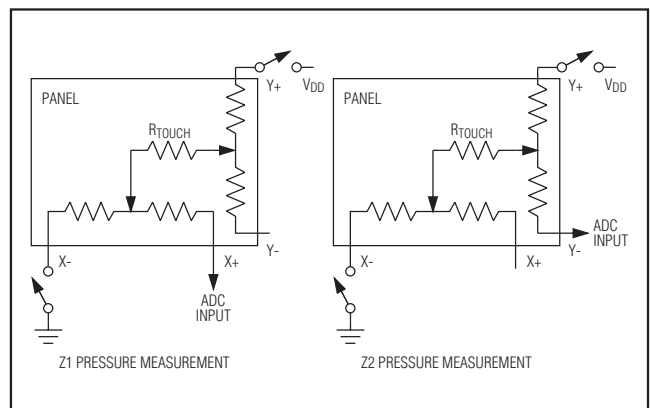 PANEL
Y+
VDD
RTOUCH
X-
X+
Y-
ADC
INPUT
Z1 PRESSURE MEASUREMENT
PANEL
Y+
VDD
RTOUCH
X-
X+
Y-
ADC
INPUT
Z2 PRESSURE MEASUREMENT